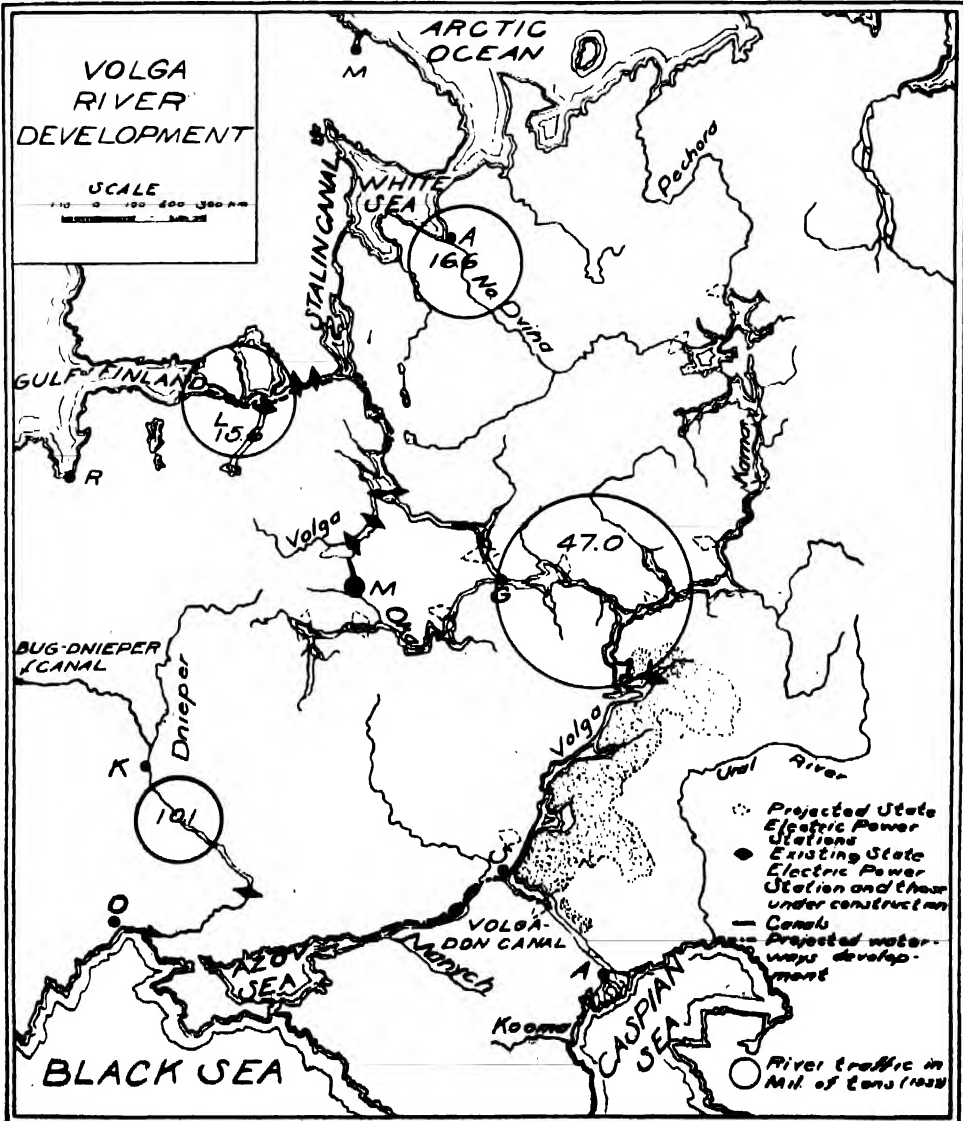 VOLGA
RIVER
DEVELOPMENT
SCALE
ARCTIC
OCEAN
M
Pechora
WHITE
SEA
STALIN CANAL
A
16.6
No Dvina
GULF FINLAND
L
15.
R
Kama
Volga
47.0
M
G
Oka
BUG-DNIEPER
CANAL
Dnieper
Volga
K
Ural River
10.1
O
VOLGA-
DON CANAL
AZOV
SEA
Manych
A
Kooma
CASPIAN
SEA
BLACK SEA
Projected State
Electric Power
Stations
Existing State
Electric Power
Station and those
under construction
Canals
Projected water-
ways develop-
ment
River traffic in
Mil. of tons